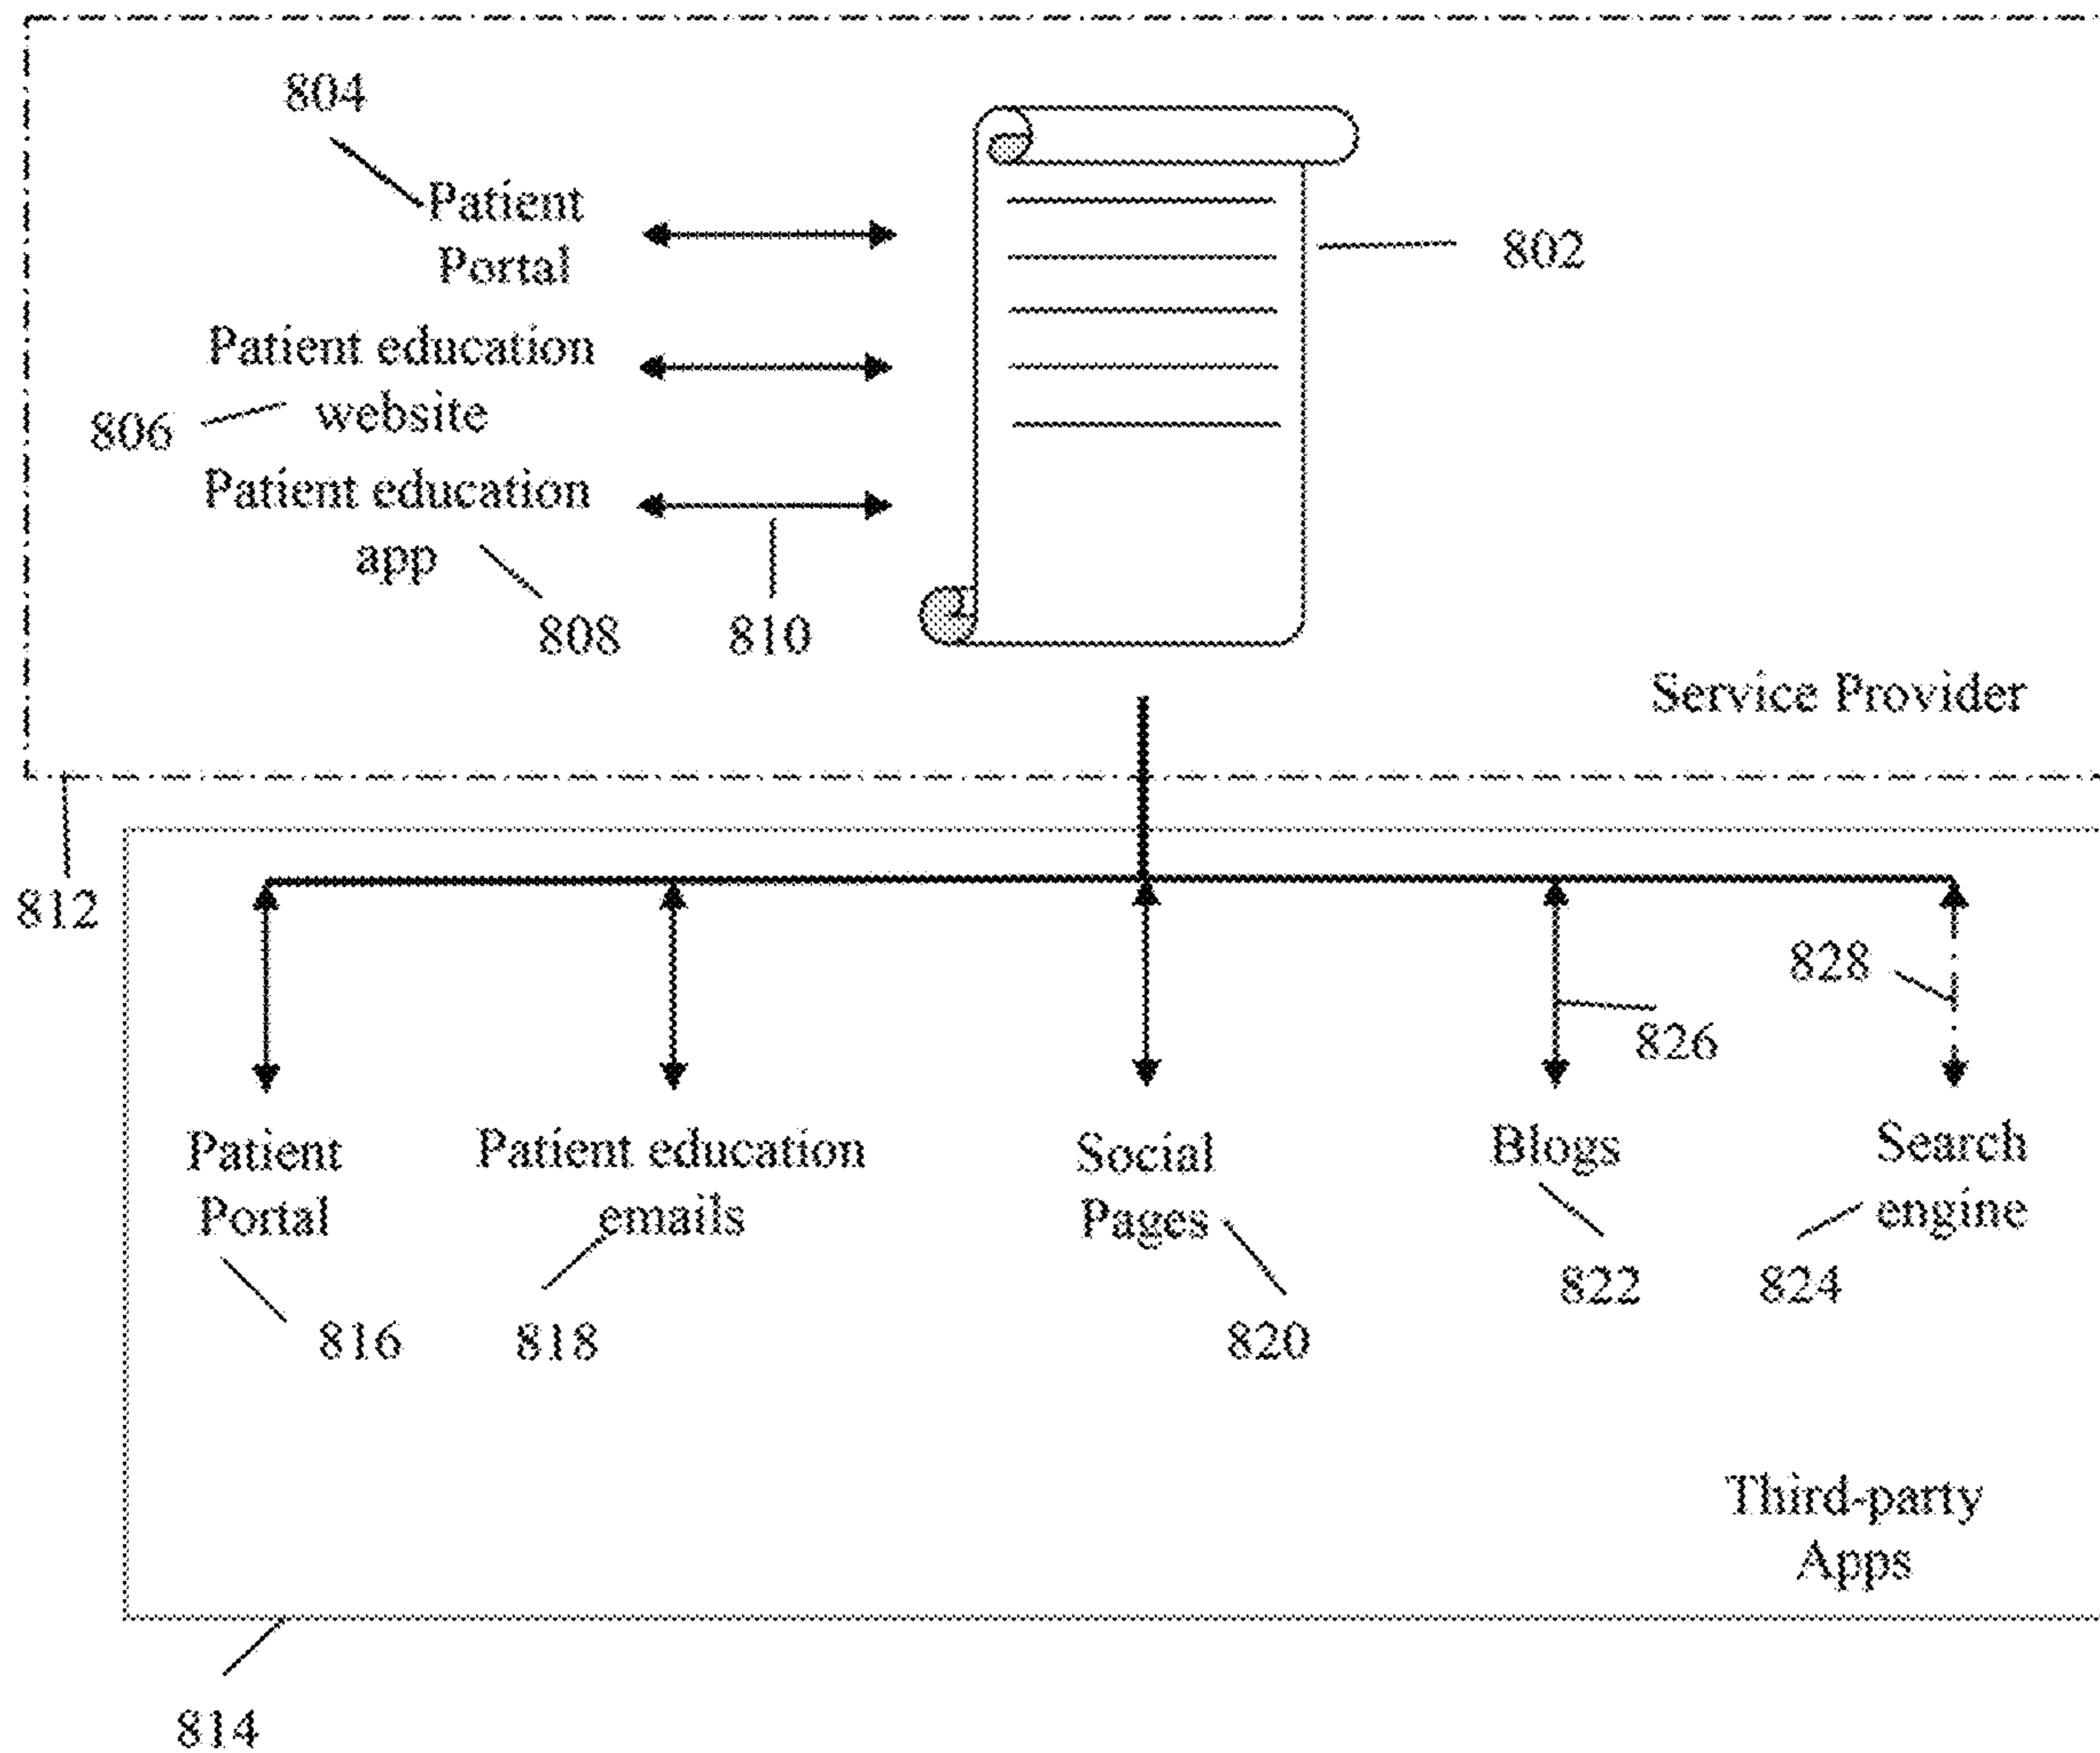 804
Patient
Portal
802
Patient education
website
806
Patient education
app
808
810
Service Provider
812
828
826
Patient
Portal
Patient education
emails
Social
Pages
Blogs
Search
engine
816
818
820
822
824
Third-party
Apps
814